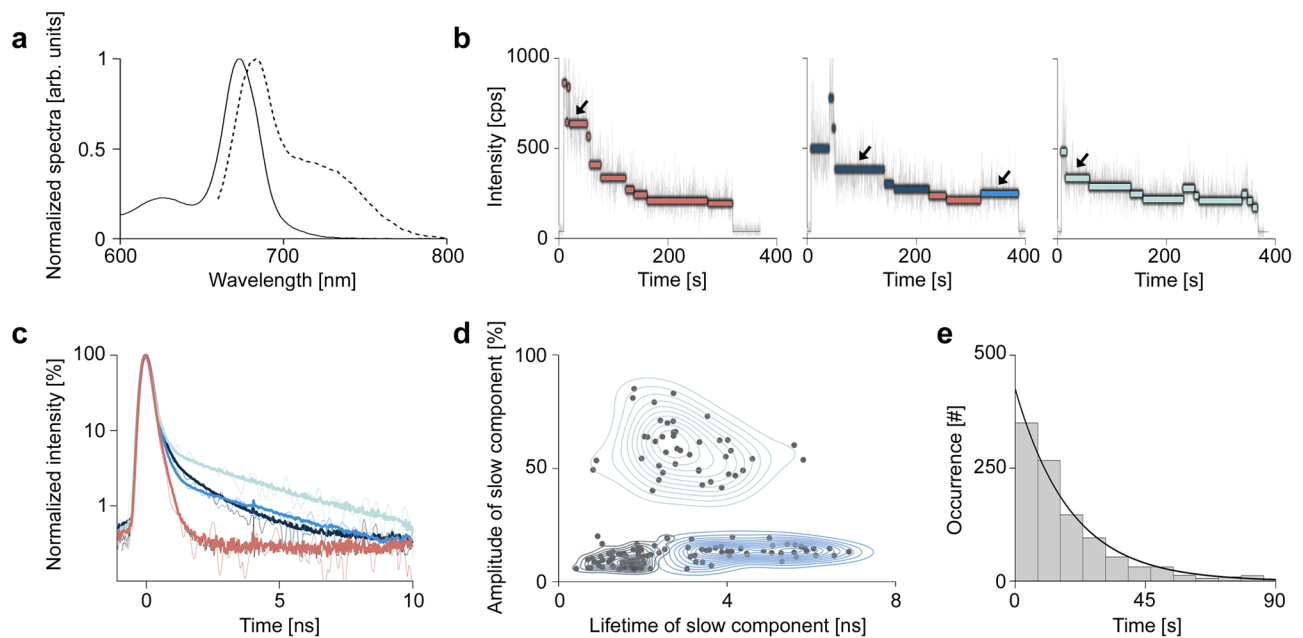 a
Normalized spectra [arb. units]
1
0.5
0
600
700
800
Wavelength [nm]
b
Intensity [cps]
1000
500
0
0
200
400
Time [s]
0
200
400
Time [s]
0
200
400
Time [s]
c
Normalized intensity [%]
100
10
1
0
5
10
Time [ns]
d
Amplitude of slow component [%]
100
50
0
0
4
8
Lifetime of slow component [ns]
e
Occurrence [#]
500
250
0
0
45
90
Time [s]